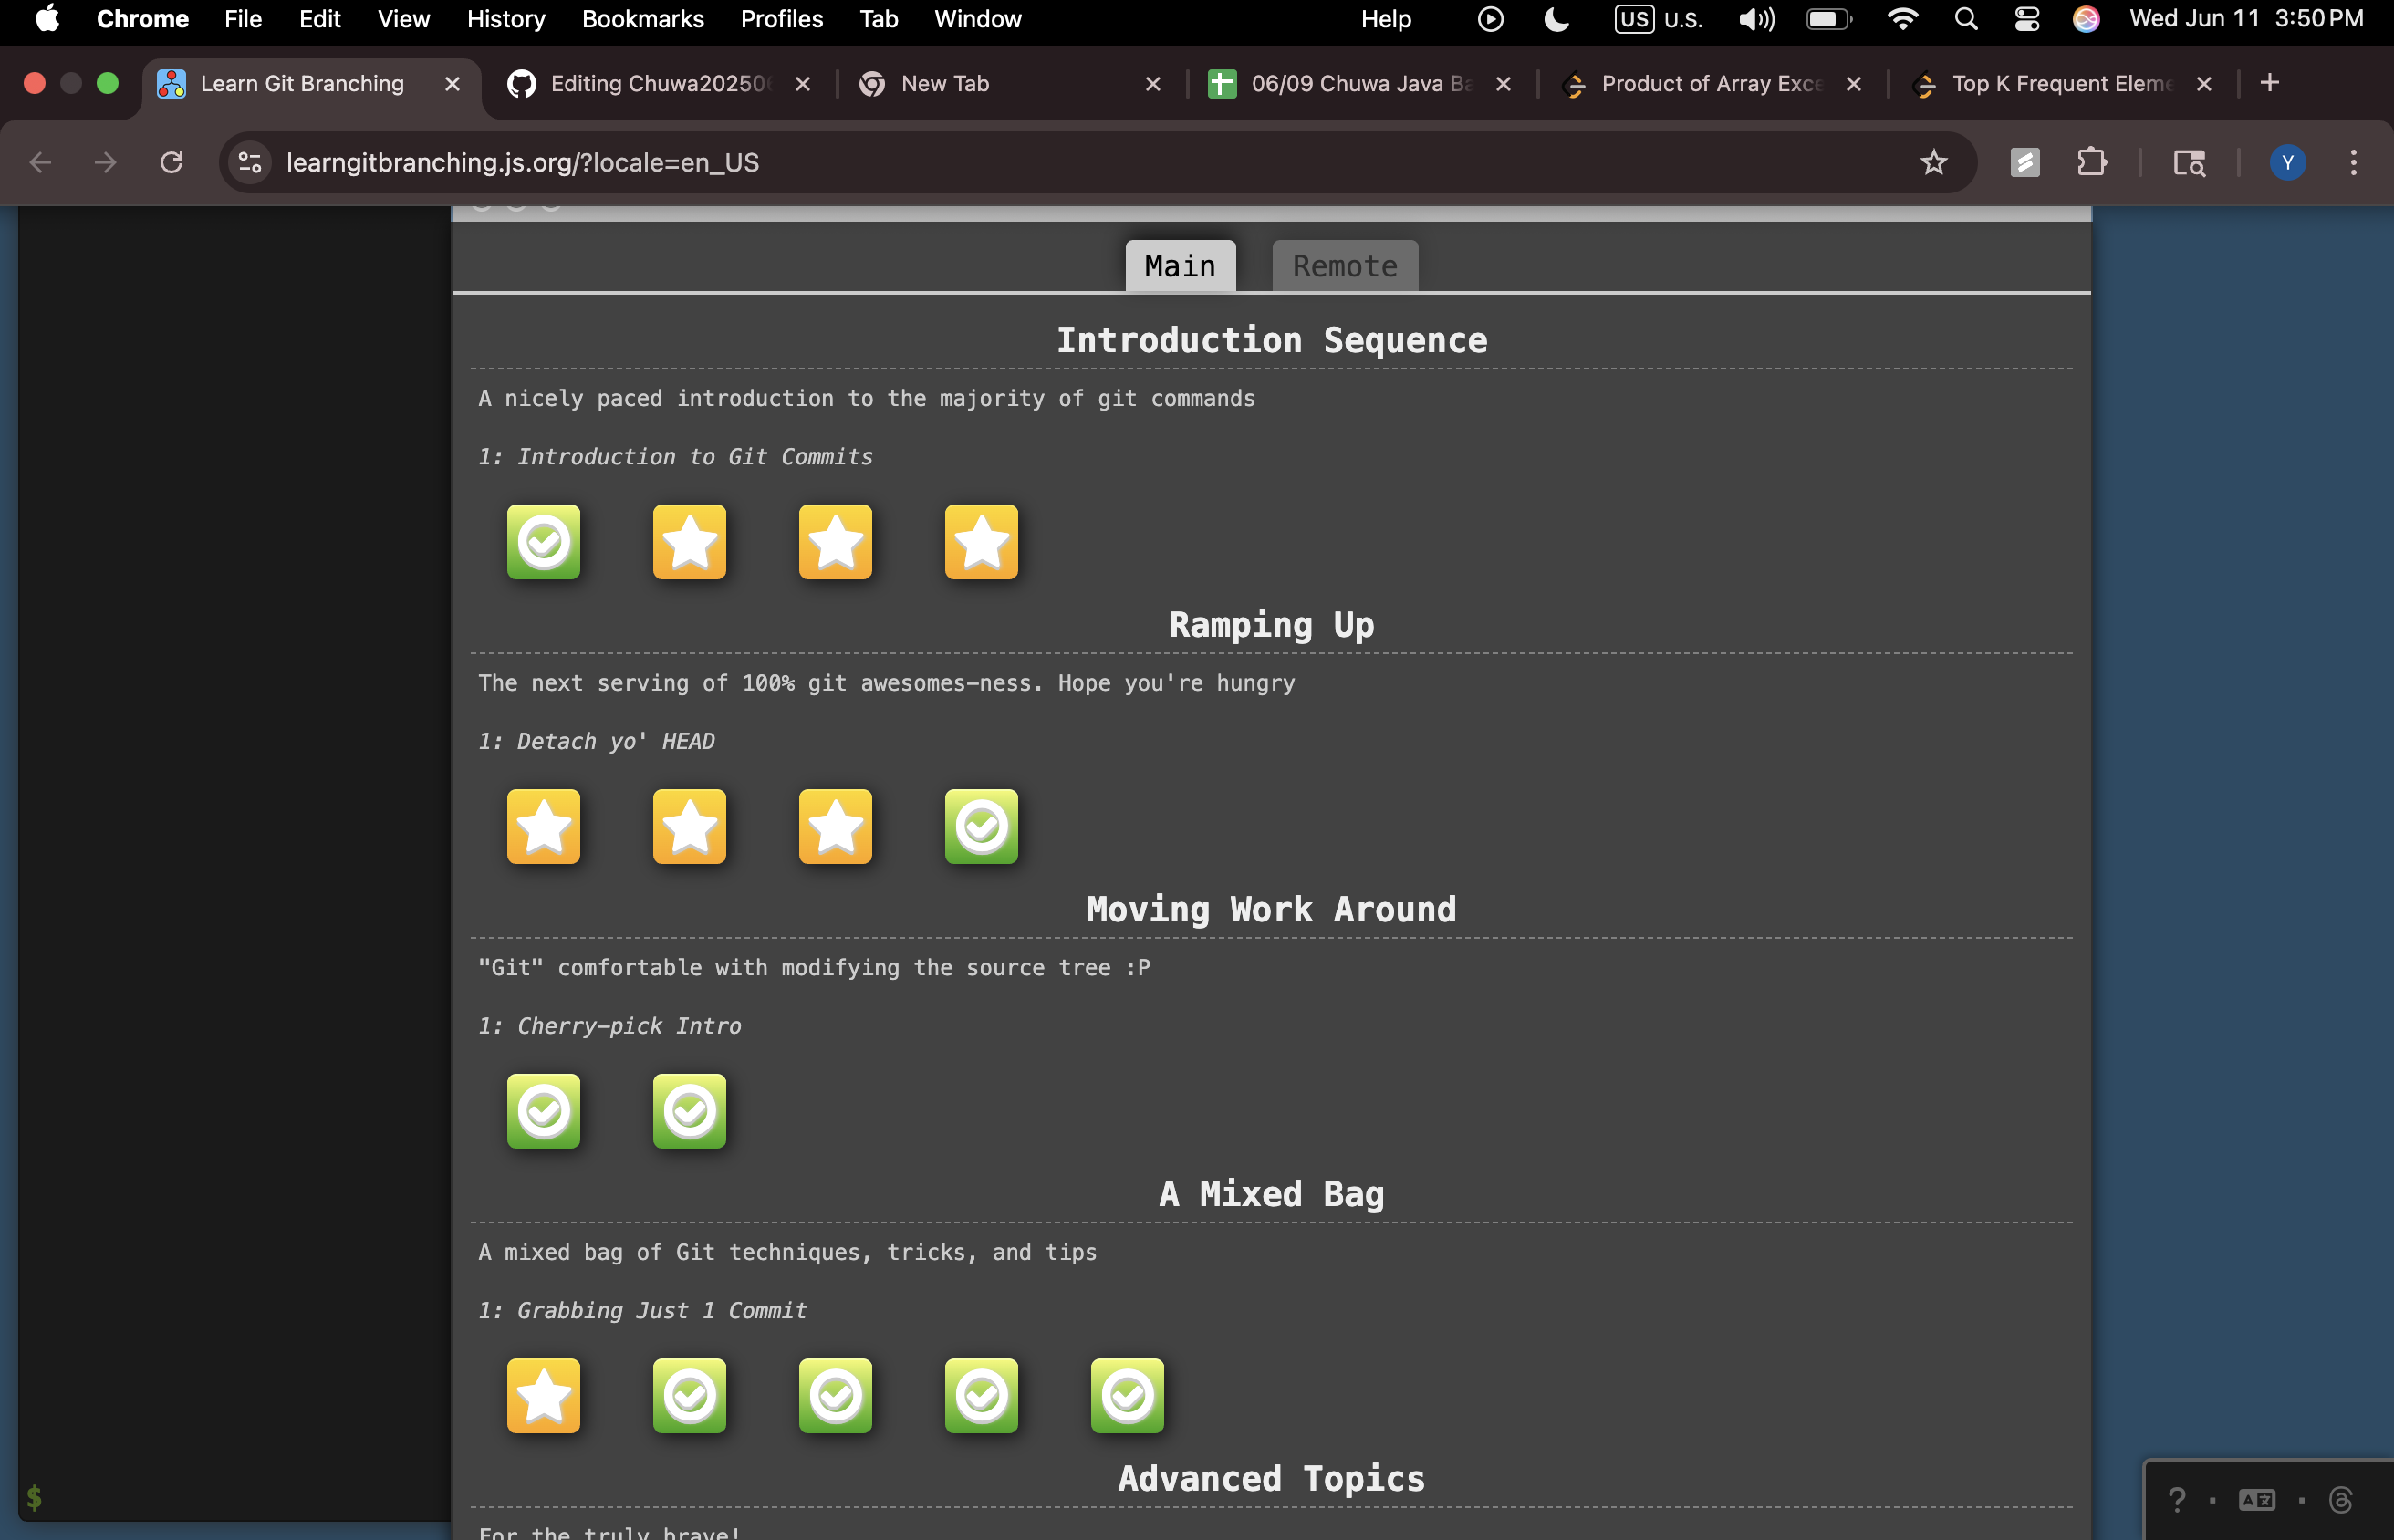 Chrome File Edit View History Bookmarks Profiles Tab Window Help US U.S. Wed Jun 11 3:50 PM
Learn Git Branching Editing Chuwa20250 New Tab 06/09 Chuwa Java Ba Product of Array Exce Top K Frequent Eleme
learngitbranching.js.org/?locale=en_US Y
Main Remote
Introduction Sequence
A nicely paced introduction to the majority of git commands
1: Introduction to Git Commits
Ramping Up
The next serving of 100% git awesomes-ness. Hope you're hungry
1: Detach yo' HEAD
Moving Work Around
"Git" comfortable with modifying the source tree :P
1: Cherry-pick Intro
A Mixed Bag
A mixed bag of Git techniques, tricks, and tips
1: Grabbing Just 1 Commit
Advanced Topics
For the truly brave!
$
?